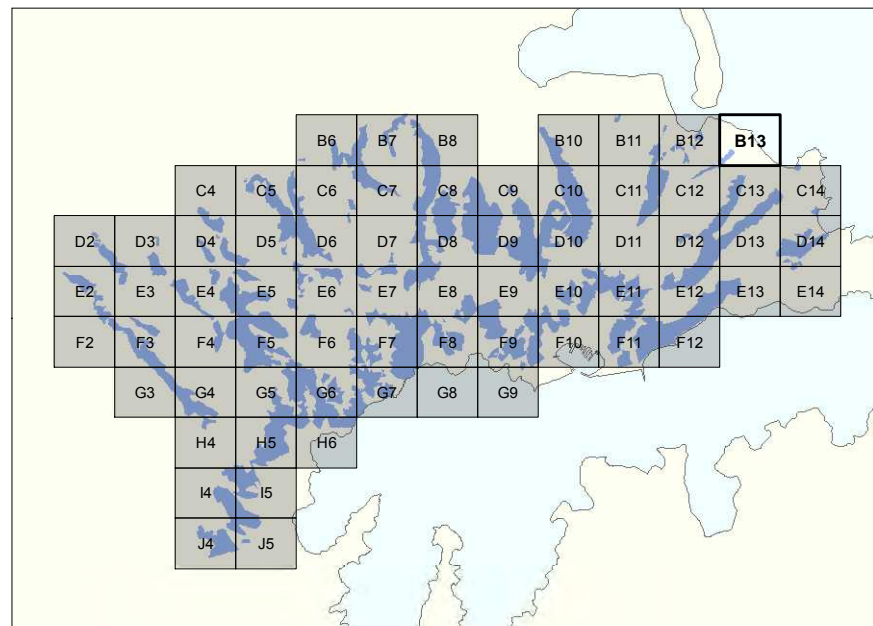 B6 B7 B8 B10 B11 B12 B13
C4 C5 C6 C7 C8 C9 C10 C11 C12 C13 C14
D2 D3 D4 D5 D6 D7 D8 D9 D10 D11 D12 D13 D14
E2 E3 E4 E5 E6 E7 E8 E9 E10 E11 E12 E13 E14
F2 F3 F4 F5 F6 F7 F8 F9 F10 F11 F12
G3 G4 G5 G6 G7 G8 G9
H4 H5 H6
I4 I5
J4 J5